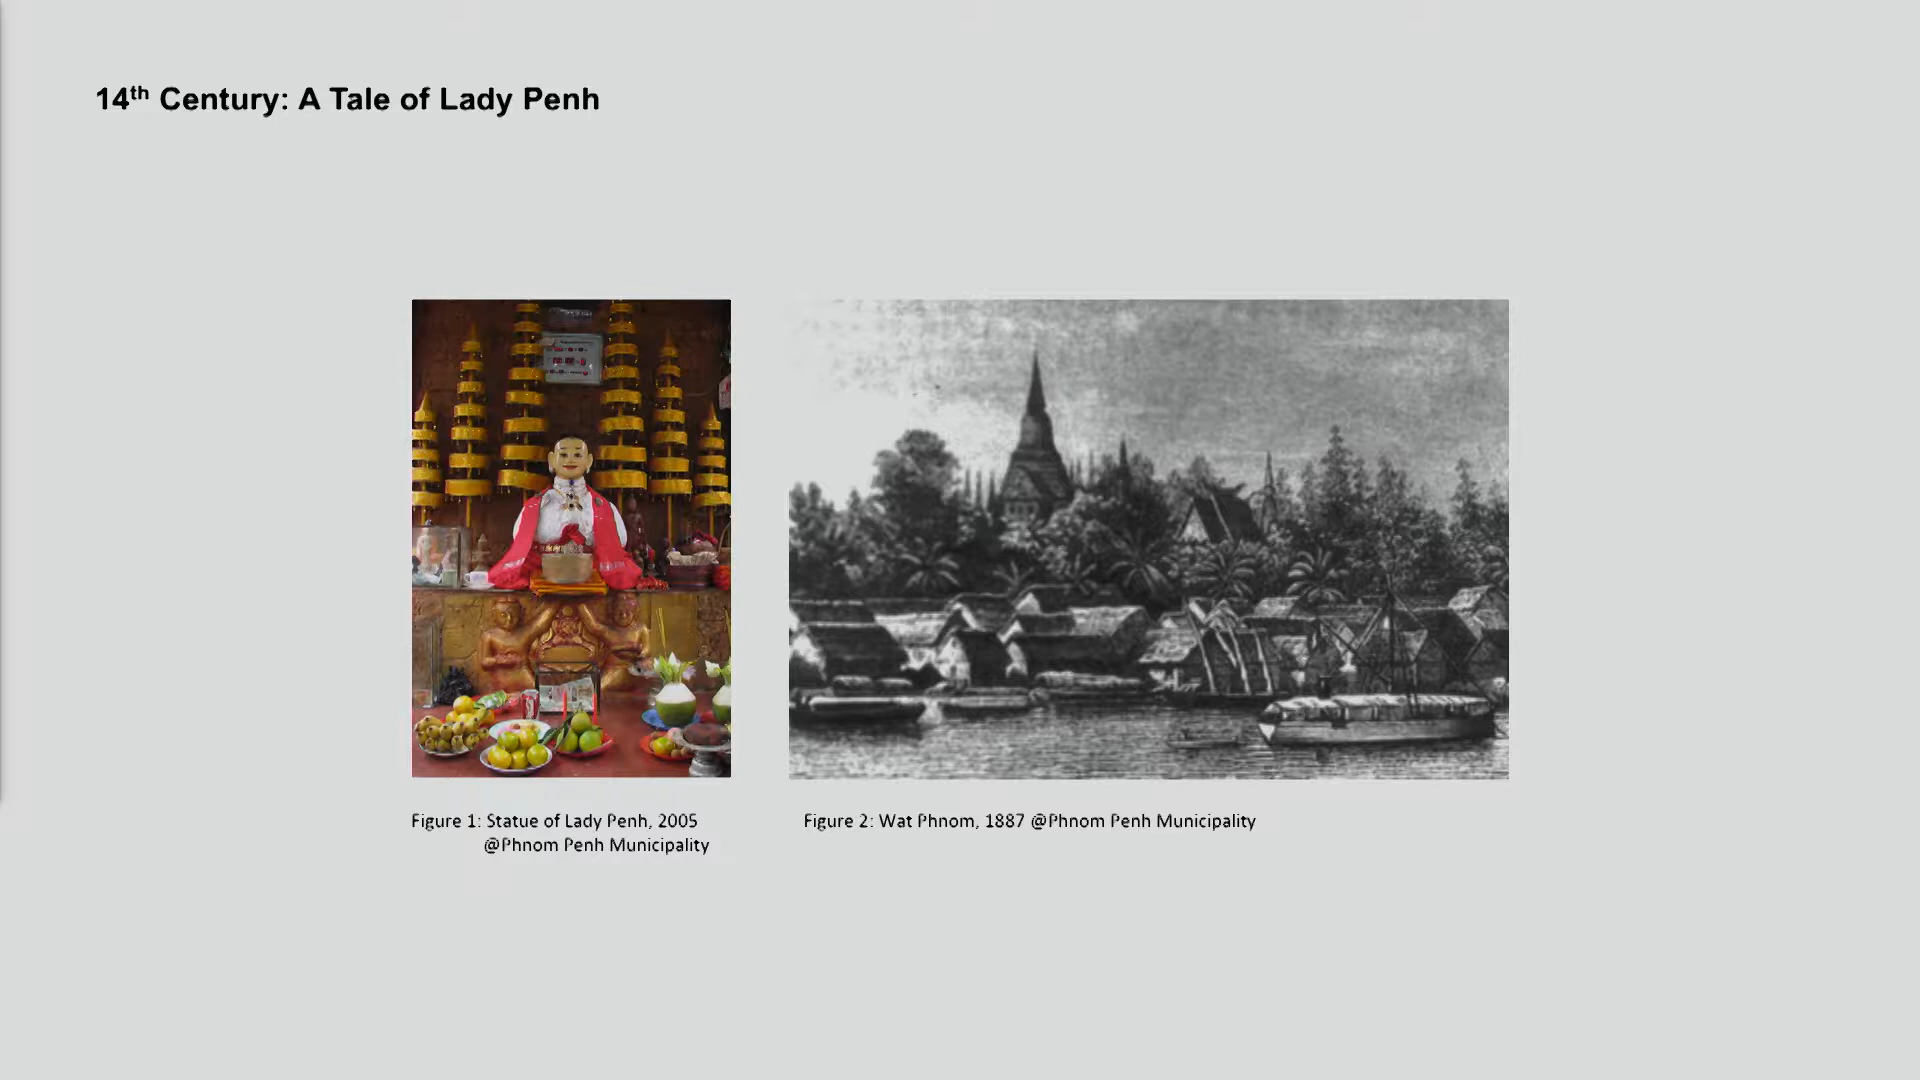 14th Century: A Tale of Lady Penh
Figure 1: Statue of Lady Penh, 2005
@Phnom Penh Municipality
Figure 2: Wat Phnom, 1887 @Phnom Penh Municipality